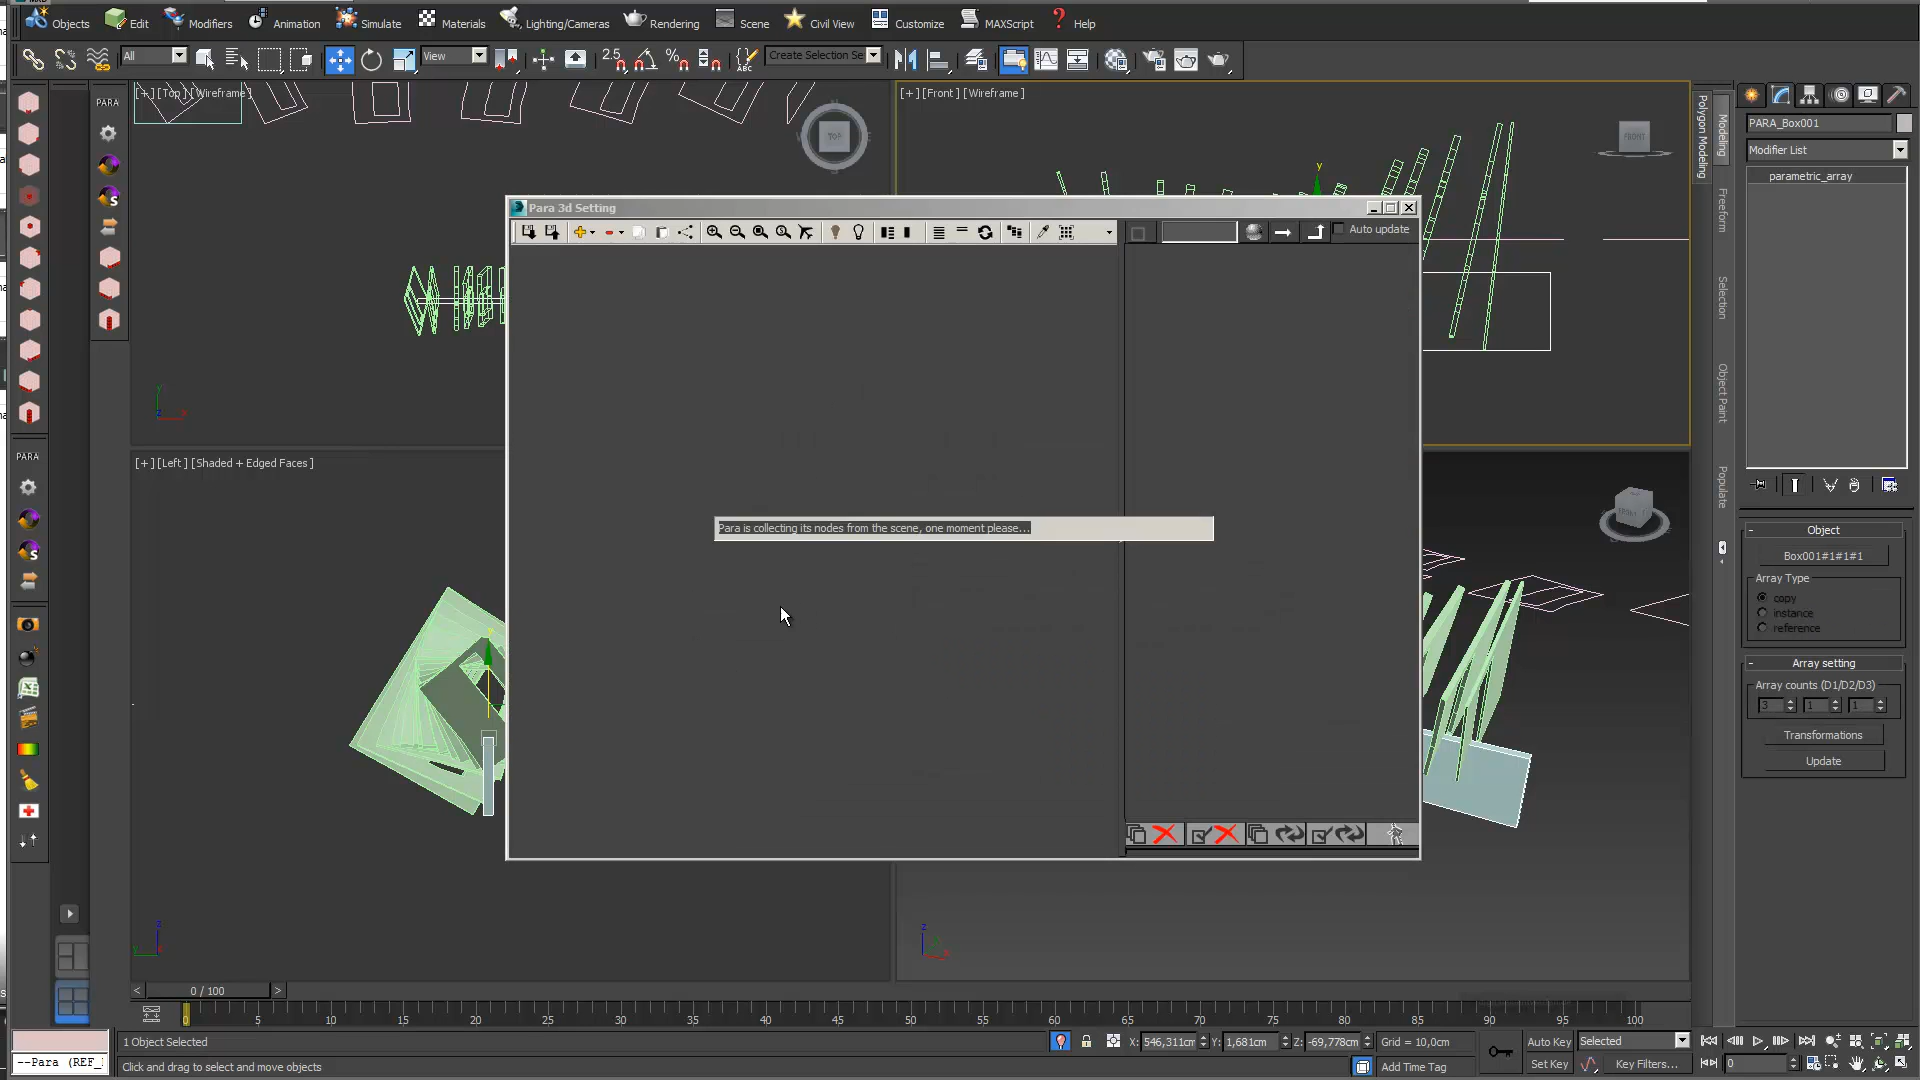 Objects Edit Modifiers Animation Simulate Materials Lighting/Cameras Rendering Scene Civil View Customize MAXScript Help
All View 2.5 Create Selection Se
PARA
[+] [Top] [Wireframe]
TOP
[+] [Front] [Wireframe]
FRONT
y
Polygon Modeling
Modeling
Freeform
Selection
Object Paint
Populate
PARA_Box001
Modifier List
parametric_array
Para 3d Setting
Auto update
Para is collecting its nodes from the scene, one moment please...
PARA
[+] [Left] [Shaded + Edged Faces]
Object
Box001#1#1#1
Array Type
copy
instance
reference
Array setting
Array counts (D1/D2/D3)
3 1 1
Transformations
Update
< 0 / 100 >
0 5 10 15 20 25 30 35 40 45 50 55 60 65 70 75 80 85 90 95 100
1 Object Selected
X: 546,311cm Y: 1,681cm Z: -69,778cm Grid = 10,0cm
Auto Key Selected
--Para (REF_
Click and drag to select and move objects
Add Time Tag
Set Key Key Filters... 0